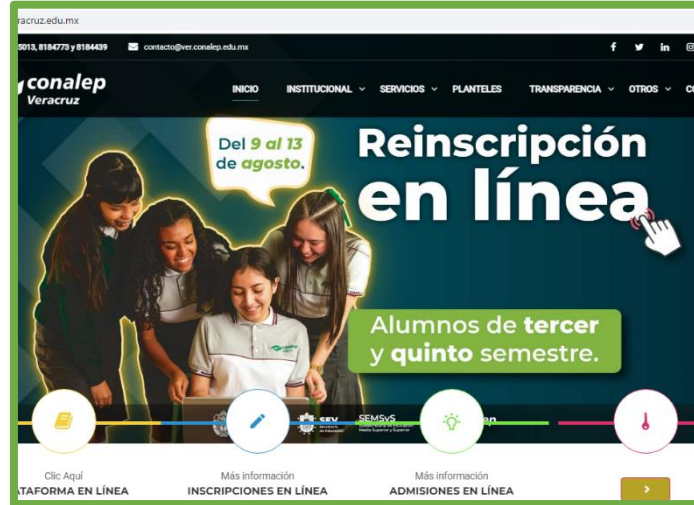 racruz.edu.mx
5013, 8184773 y 8184439 contacto@ver.conalep.edu.mx
conalep
Veracruz
INICIO INSTITUCIONAL SERVICIOS PLANTELES TRANSPARENCIA OTROS CO
Del 9 al 13
de agosto.
Reinscripción
en línea
Alumnos de tercer
y quinto semestre.
SEV
SEMSyS
Clic Aquí
ATAFORMA EN LÍNEA
Más información
INSCRIPCIONES EN LÍNEA
Más información
ADMISIONES EN LÍNEA